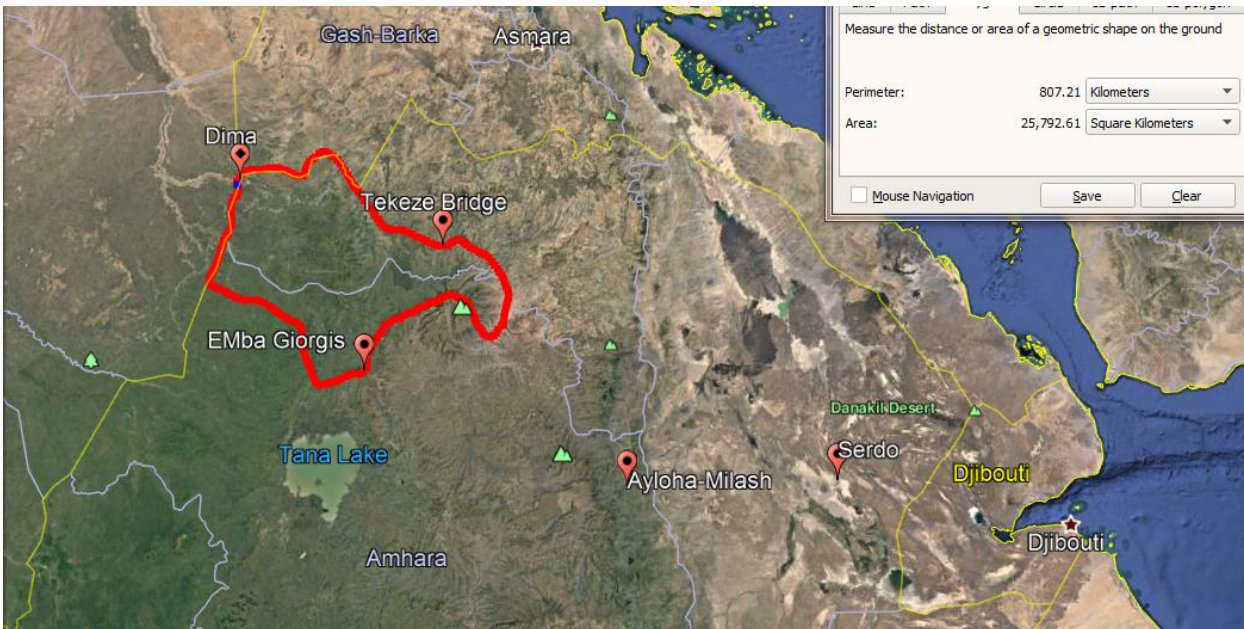 Measure the distance or area of a geometric shape on the ground
Perimeter: 807.21 Kilometers
Area: 25,792.61 Square Kilometers
Mouse Navigation Save Clear
Gash-Barka
Asmara
Dima
Tekeze Bridge
EMba Giorgis
Danakil Desert
Tana Lake
Ayloha-Milash
Serdo
Djibouti
Djibouti
Amhara